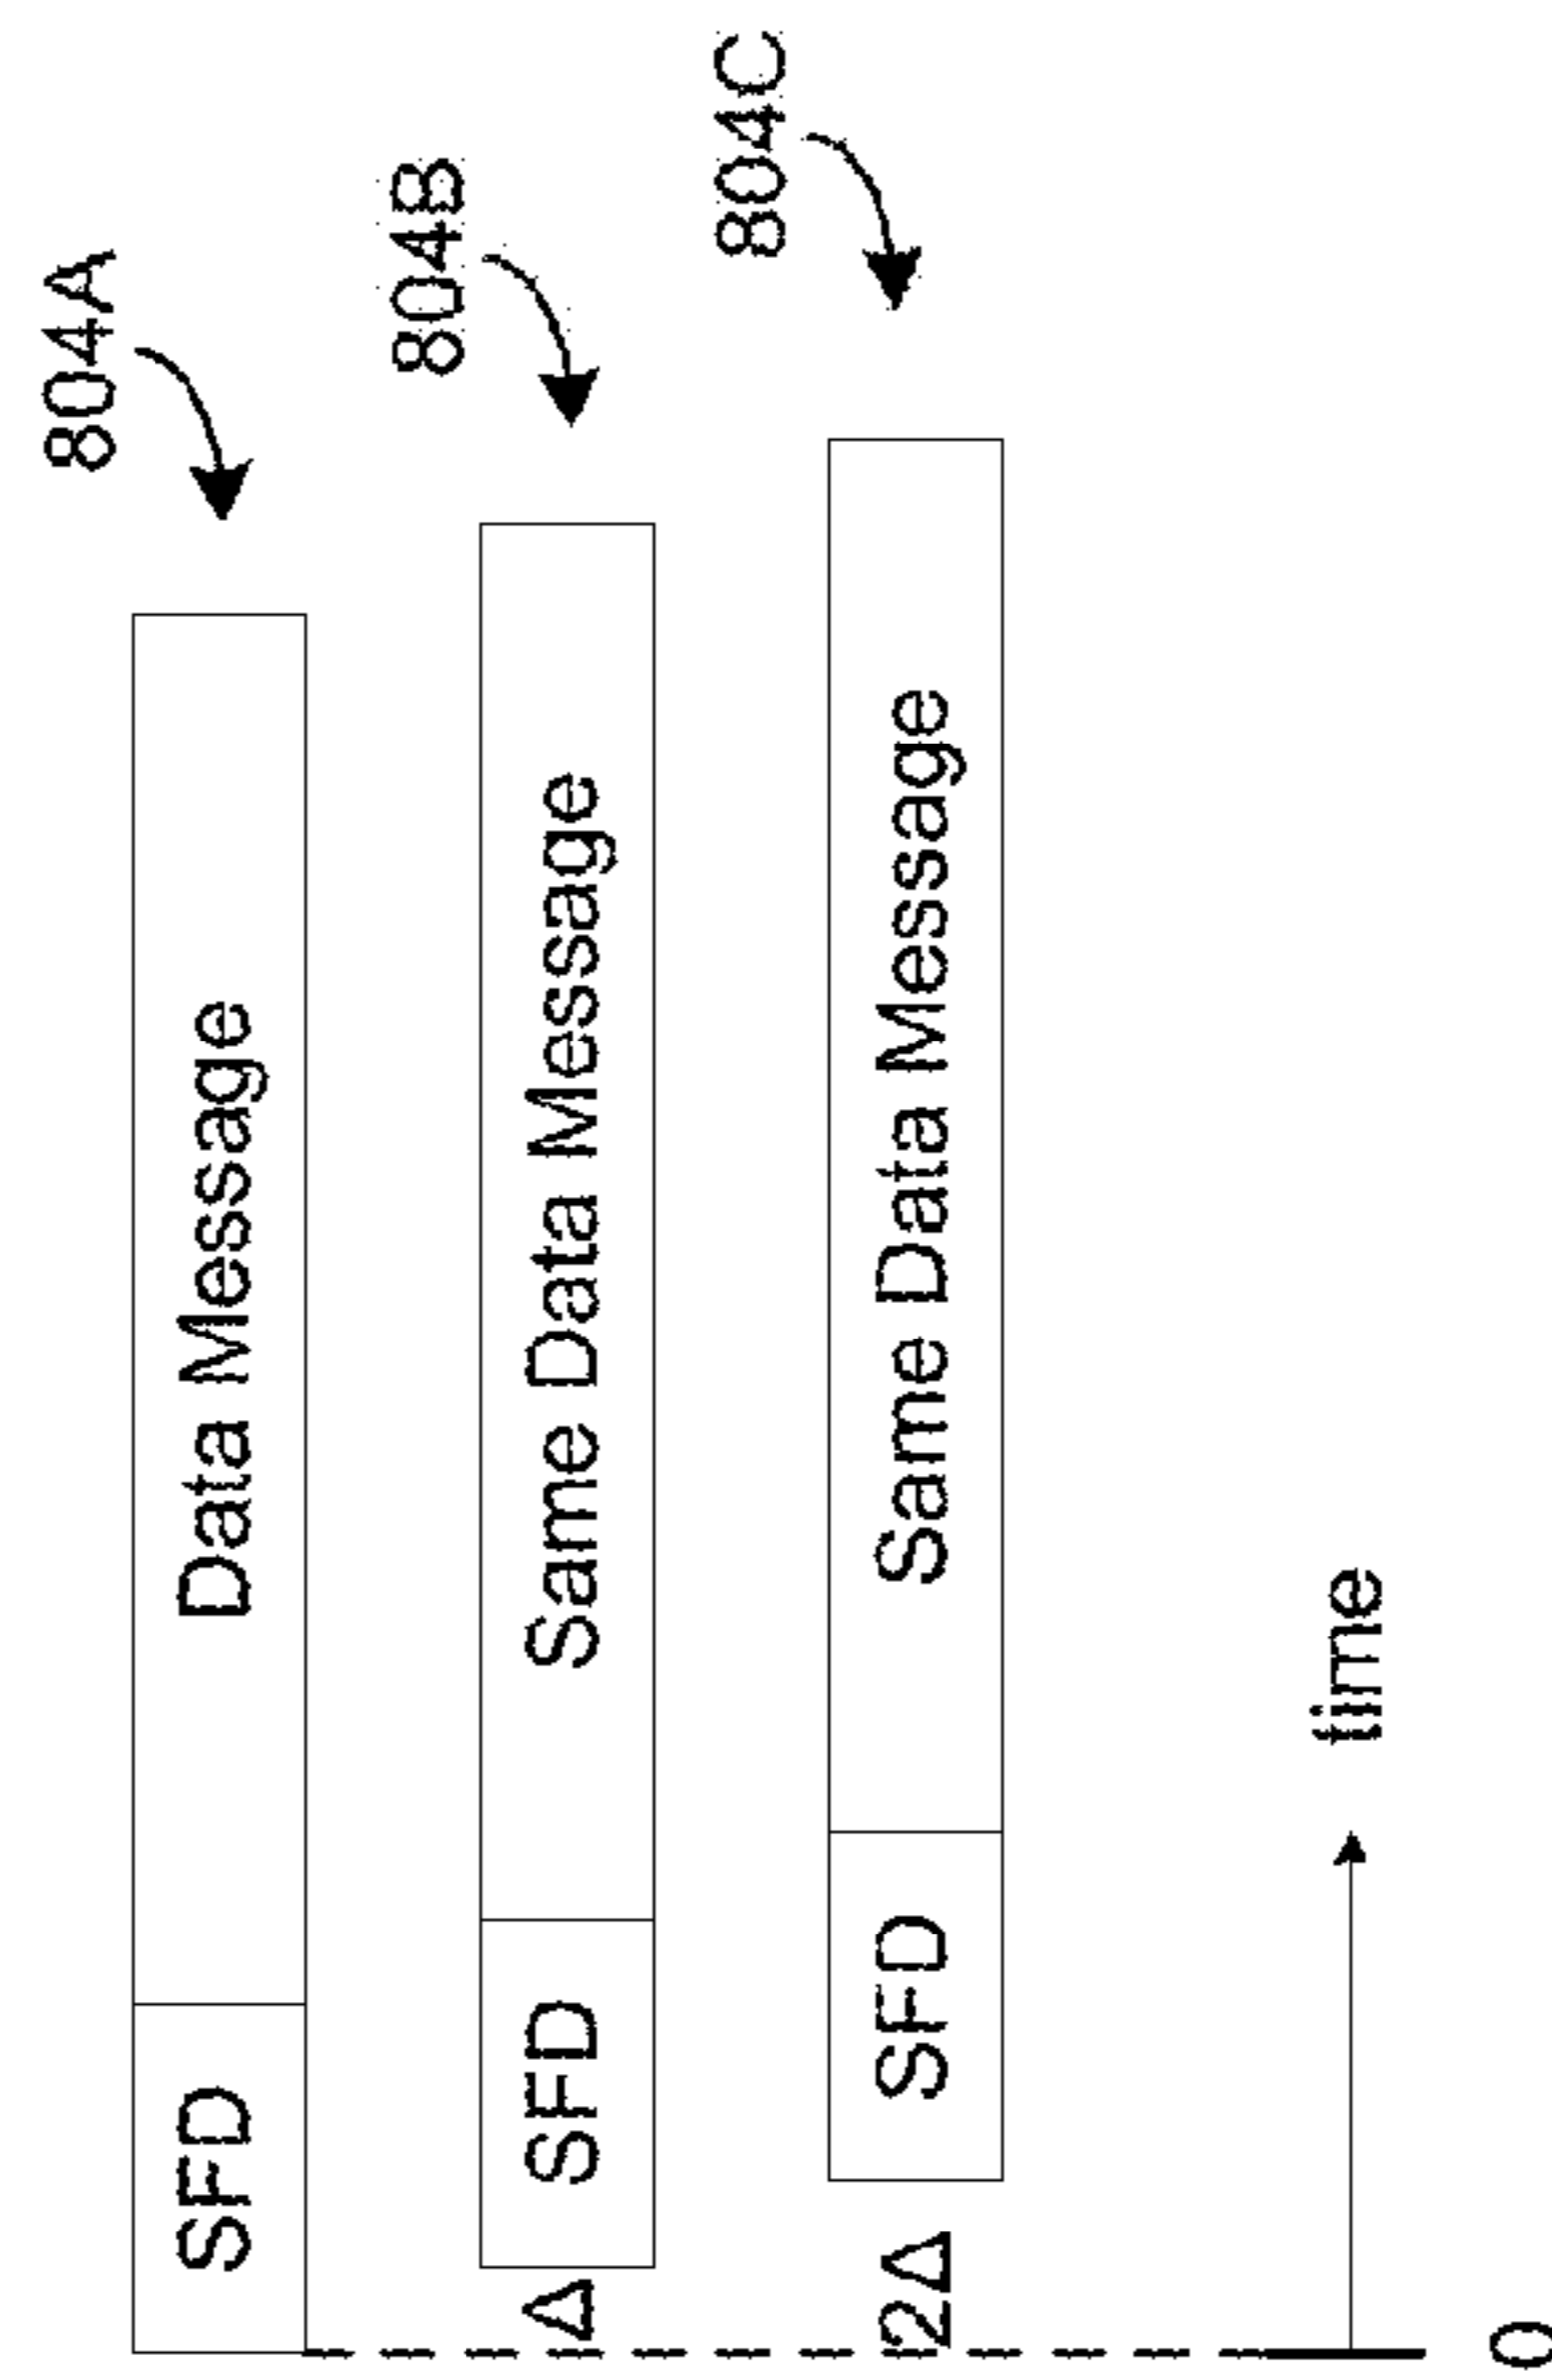 804A
SFD Data Message
804B
Δ SFD Same Data Message
804C
2Δ SFD Same Data Message
time
0